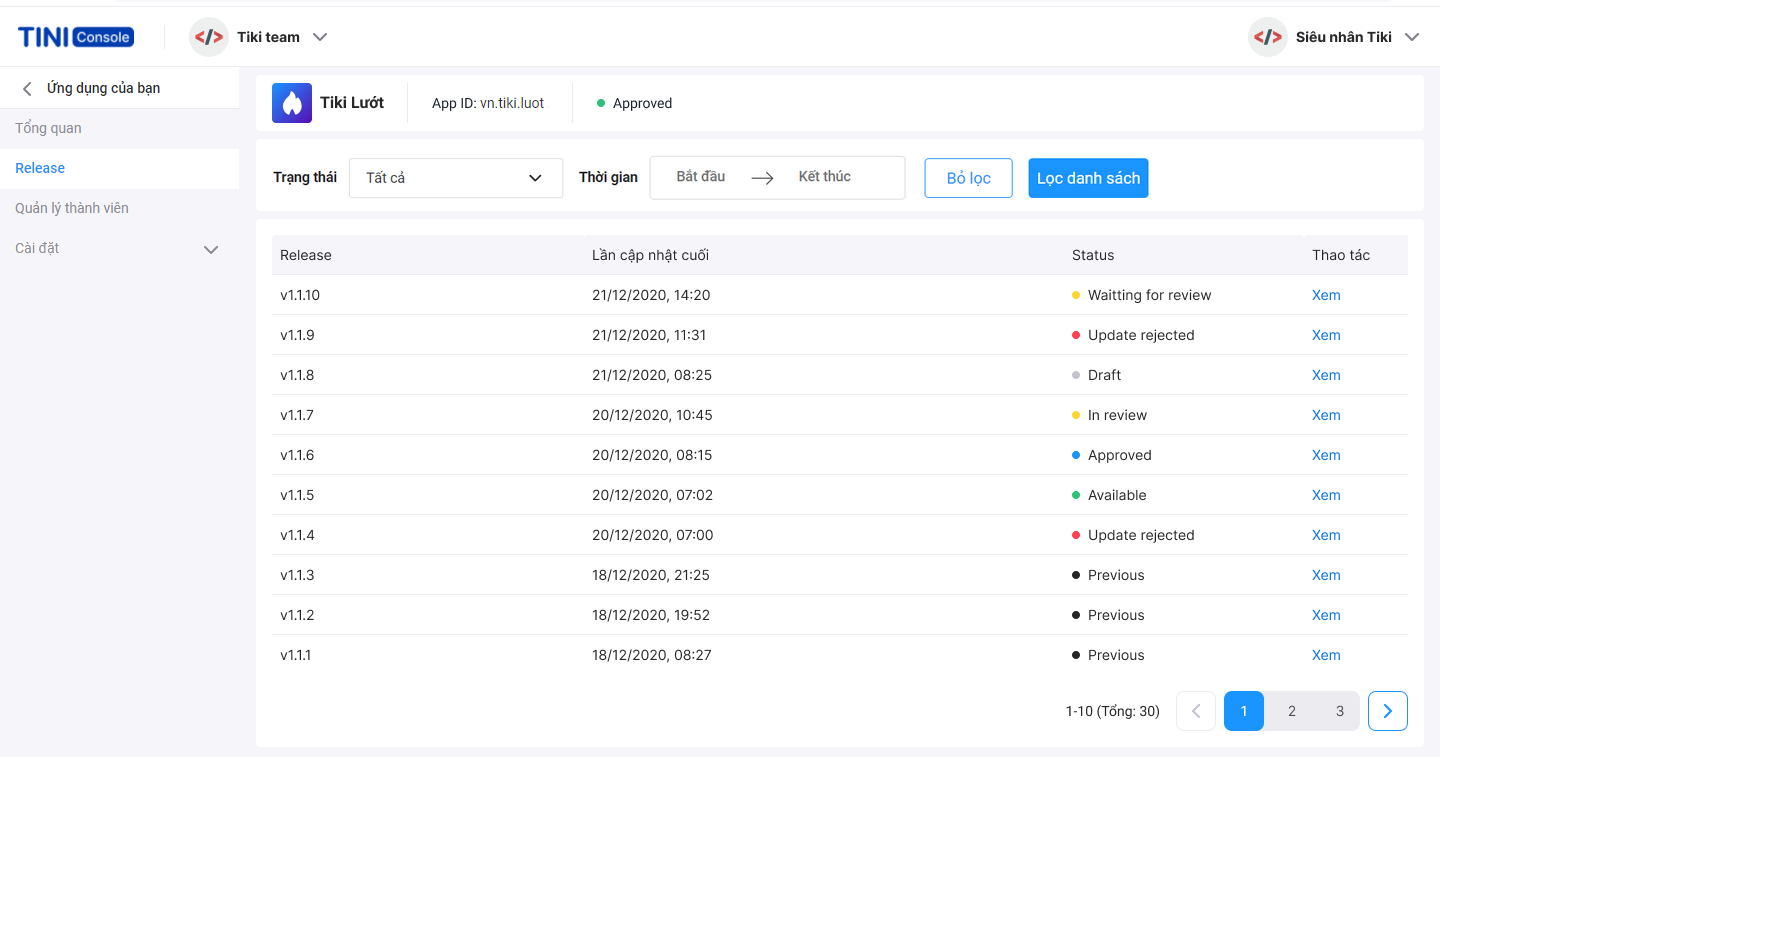 TINI Console
</> Tiki team
</> Siêu nhân Tiki
Ứng dụng của bạn
Tổng quan
Release
Quản lý thành viên
Cài đặt
Tiki Lướt App ID: vn.tiki.luot Approved
Trạng thái Tất cả Thời gian Bắt đầu Kết thúc Bỏ lọc Lọc danh sách
Release Lần cập nhật cuối Status Thao tác
v1.1.10 21/12/2020, 14:20 Waitting for review Xem
v1.1.9 21/12/2020, 11:31 Update rejected Xem
v1.1.8 21/12/2020, 08:25 Draft Xem
v1.1.7 20/12/2020, 10:45 In review Xem
v1.1.6 20/12/2020, 08:15 Approved Xem
v1.1.5 20/12/2020, 07:02 Available Xem
v1.1.4 20/12/2020, 07:00 Update rejected Xem
v1.1.3 18/12/2020, 21:25 Previous Xem
v1.1.2 18/12/2020, 19:52 Previous Xem
v1.1.1 18/12/2020, 08:27 Previous Xem
1-10 (Tổng: 30) 1 2 3